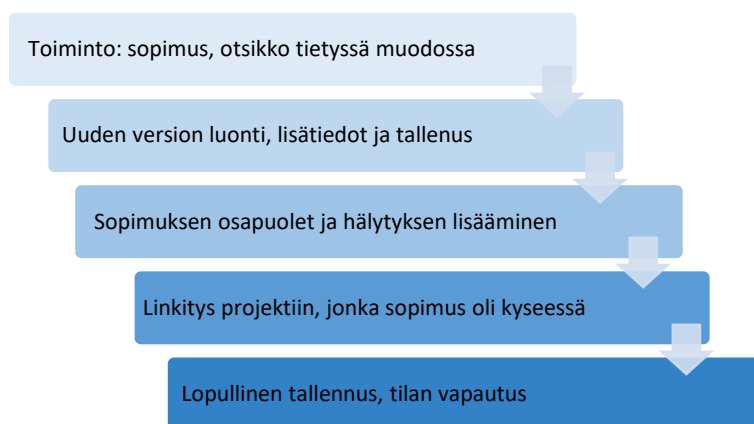 Toiminto: sopimus, otsikko tietyssä muodossa
Uuden version luonti, lisätiedot ja tallenus
Sopimuksen osapuolet ja hälytyksen lisääminen
Linkitys projektiin, jonka sopimus oli kyseessä
Lopullinen tallennus, tilan vapautus